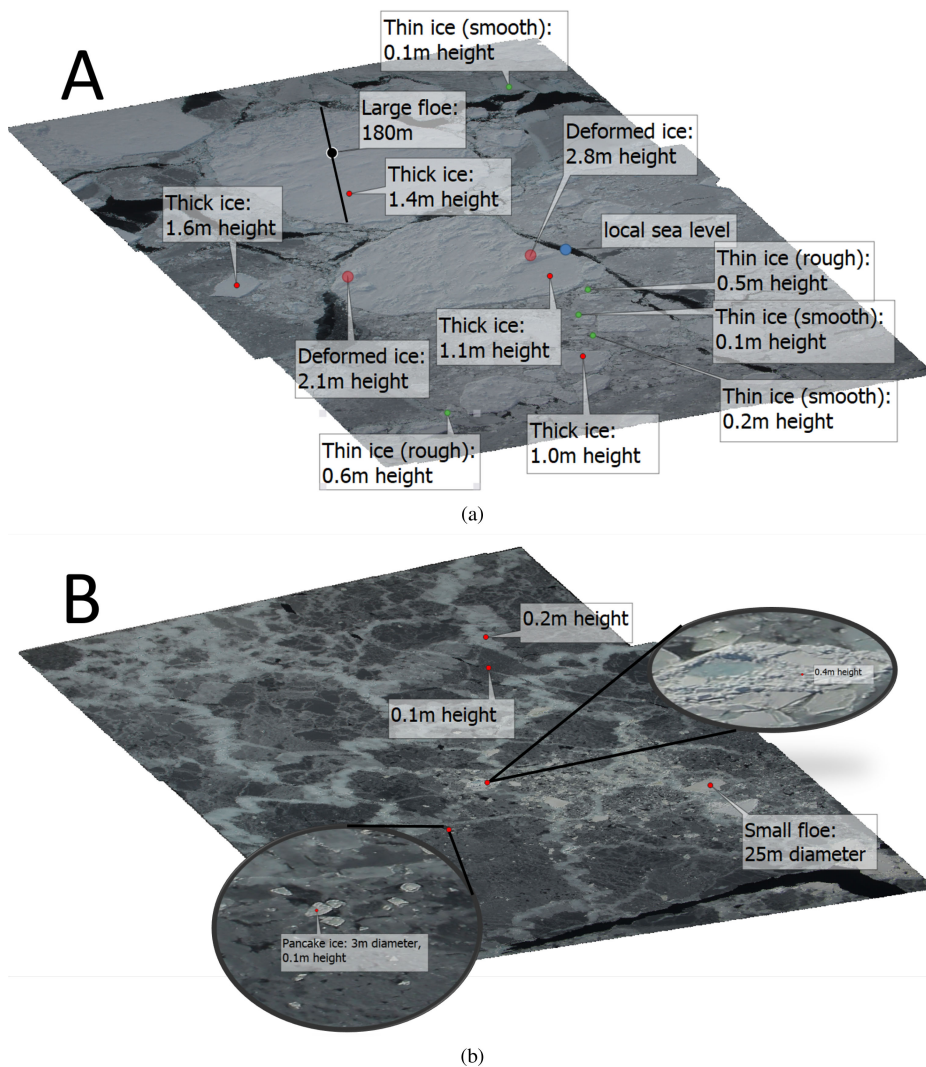 A
Thin ice (smooth):
0.1m height
Large floe:
180m
Deformed ice:
2.8m height
Thick ice:
1.4m height
Thick ice:
1.6m height
local sea level
Thin ice (rough):
0.5m height
Thin ice (smooth):
0.1m height
Thick ice:
1.1m height
Deformed ice:
2.1m height
Thin ice (smooth):
0.2m height
Thick ice:
1.0m height
Thin ice (rough):
0.6m height
(a)
B
0.2m height
0.4m height
0.1m height
Small floe:
25m diameter
Pancake ice: 3m diameter,
0.1m height
(b)